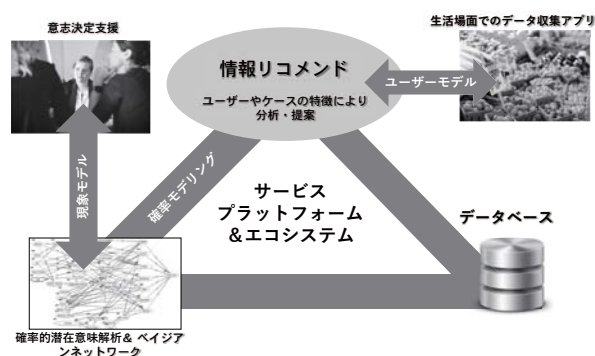 意志決定支援
生活場面でのデータ収集アプリ
情報リコメンド
ユーザーやケースの特徴により
分析・提案
ユーザーモデル
現象モデル
確率モデリング
サービス
プラットフォーム
＆エコシステム
データベース
確率的潜在意味解析＆ ベイジア
ンネットワーク